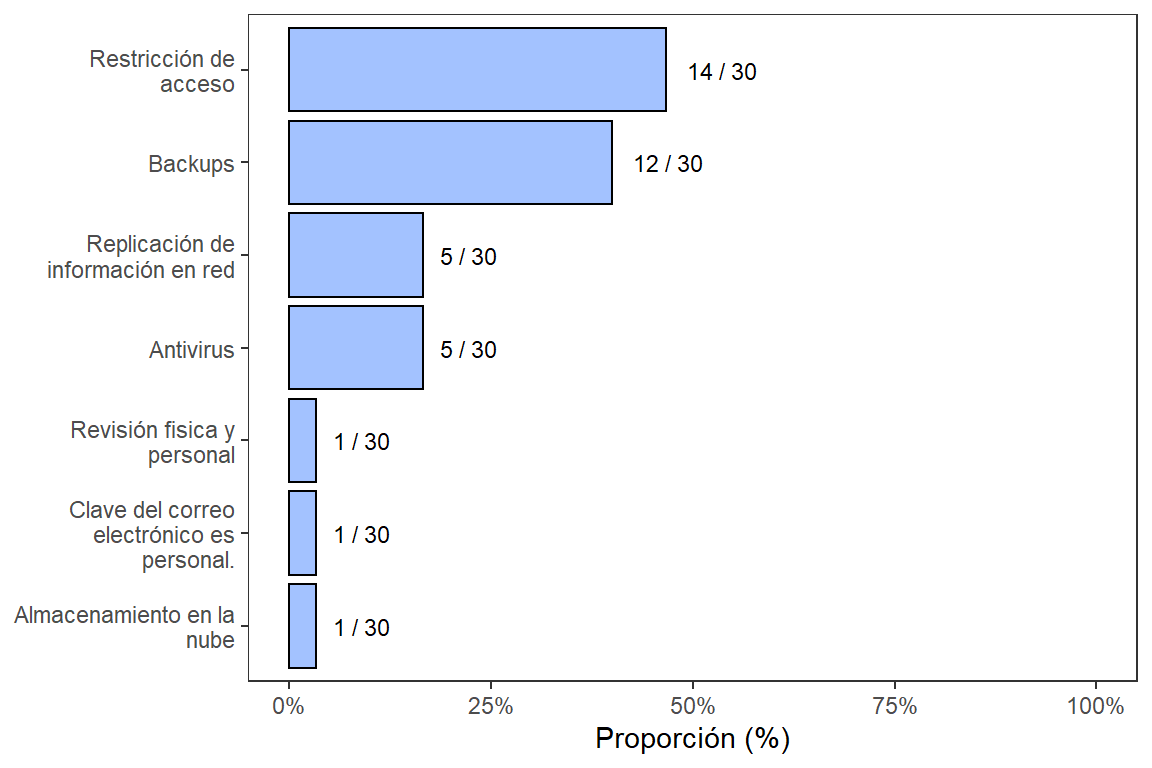 Restricción de
acceso
14 / 30
Backups
12 / 30
Replicación de
información en red
5 / 30
Antivirus
5 / 30
Revisión fisica y
personal
1 / 30
Clave del correo
electrónico es
personal.
1 / 30
Almacenamiento en la
nube
1 / 30
0%
25%
50%
75%
100%
Proporción (%)